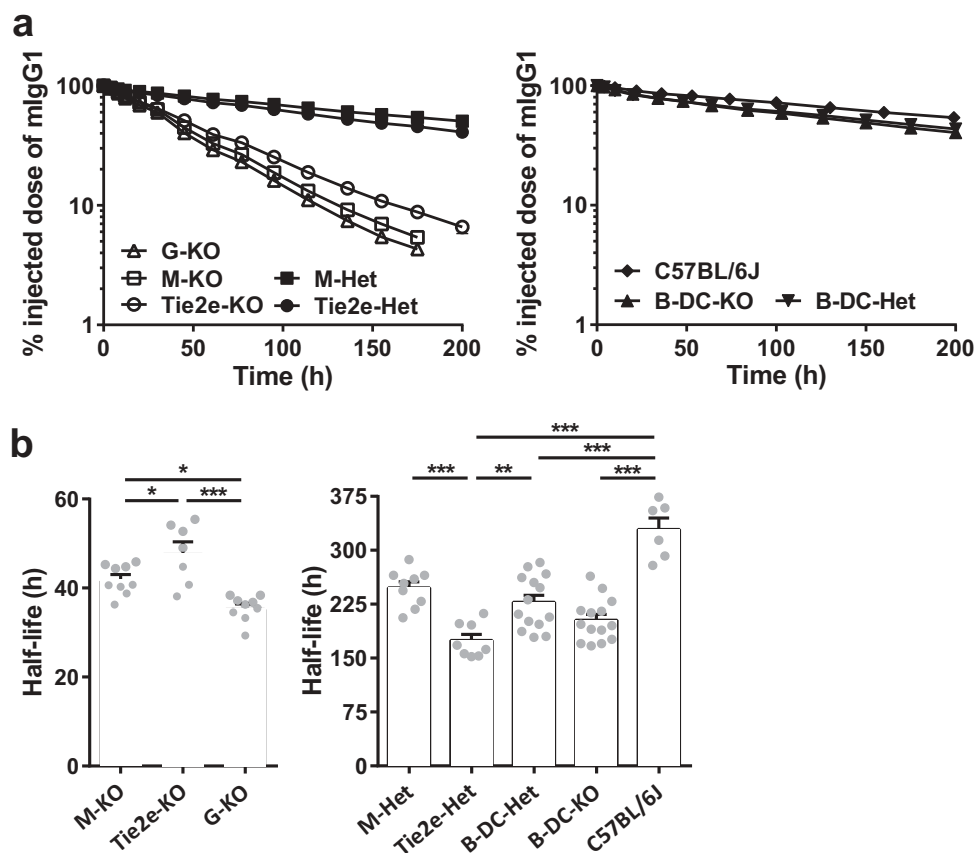 a
% injected dose of mIgG1
100
10
1
G-KO
M-KO
M-Het
Tie2e-KO
Tie2e-Het
0 50 100 150 200
Time (h)
% injected dose of mIgG1
100
10
1
C57BL/6J
B-DC-KO
B-DC-Het
0 50 100 150 200
Time (h)
b
Half-life (h)
60
40
20
0
*
* ***
M-KO
Tie2e-KO
G-KO
Half-life (h)
375
300
225
150
75
0
***
***
*** ** ***
M-Het
Tie2e-Het
B-DC-Het
B-DC-KO
C57BL/6J